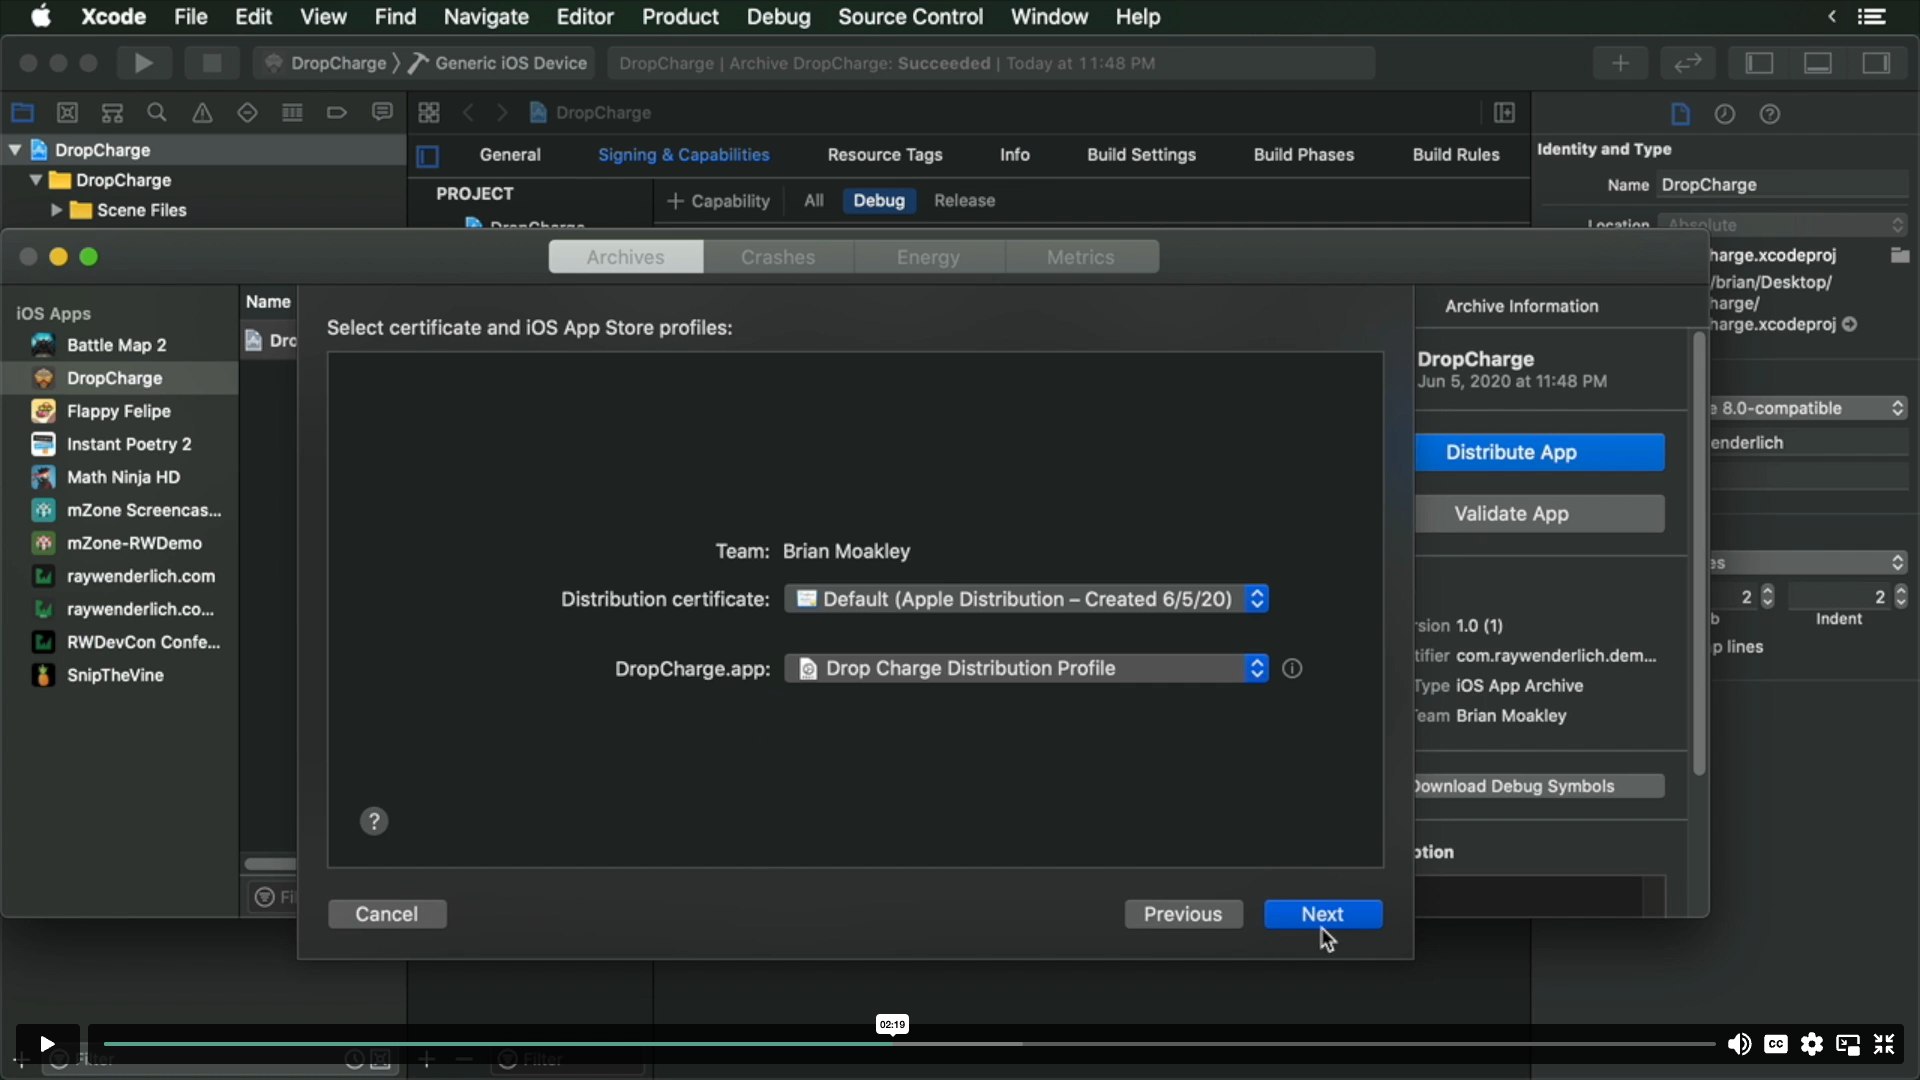 Xcode File Edit View Find Navigate Editor Product Debug Source Control Window Help
DropCharge Generic iOS Device DropCharge | Archive DropCharge: Succeeded | Today at 11:48 PM
DropCharge
DropCharge
General Signing & Capabilities Resource Tags Info Build Settings Build Phases Build Rules
Identity and Type
DropCharge
PROJECT
Name DropCharge
+ Capability All Debug Release
Scene Files
DropCharge
Location Absolute
Archives Crashes Energy Metrics
harge.xcodeproj
/brian/Desktop/
harge/
harge.xcodeproj
iOS Apps
Name
Battle Map 2
Dro
DropCharge
Flappy Felipe
Instant Poetry 2
Math Ninja HD
mZone Screencas...
mZone-RWDemo
raywenderlich.com
raywenderlich.co...
RWDevCon Confe...
SnipTheVine
Select certificate and iOS App Store profiles:
Team: Brian Moakley
Distribution certificate: Default (Apple Distribution – Created 6/5/20)
DropCharge.app: Drop Charge Distribution Profile
?
Cancel Previous Next
Archive Information
DropCharge
Jun 5, 2020 at 11:48 PM
Distribute App
Validate App
rsion 1.0 (1)
tifier com.raywenderlich.dem...
Type iOS App Archive
Team Brian Moakley
Download Debug Symbols
ption
e 8.0-compatible
enderlich
es
2 2
b Indent
p lines
Fil
02:19
Filter
Filter
CC